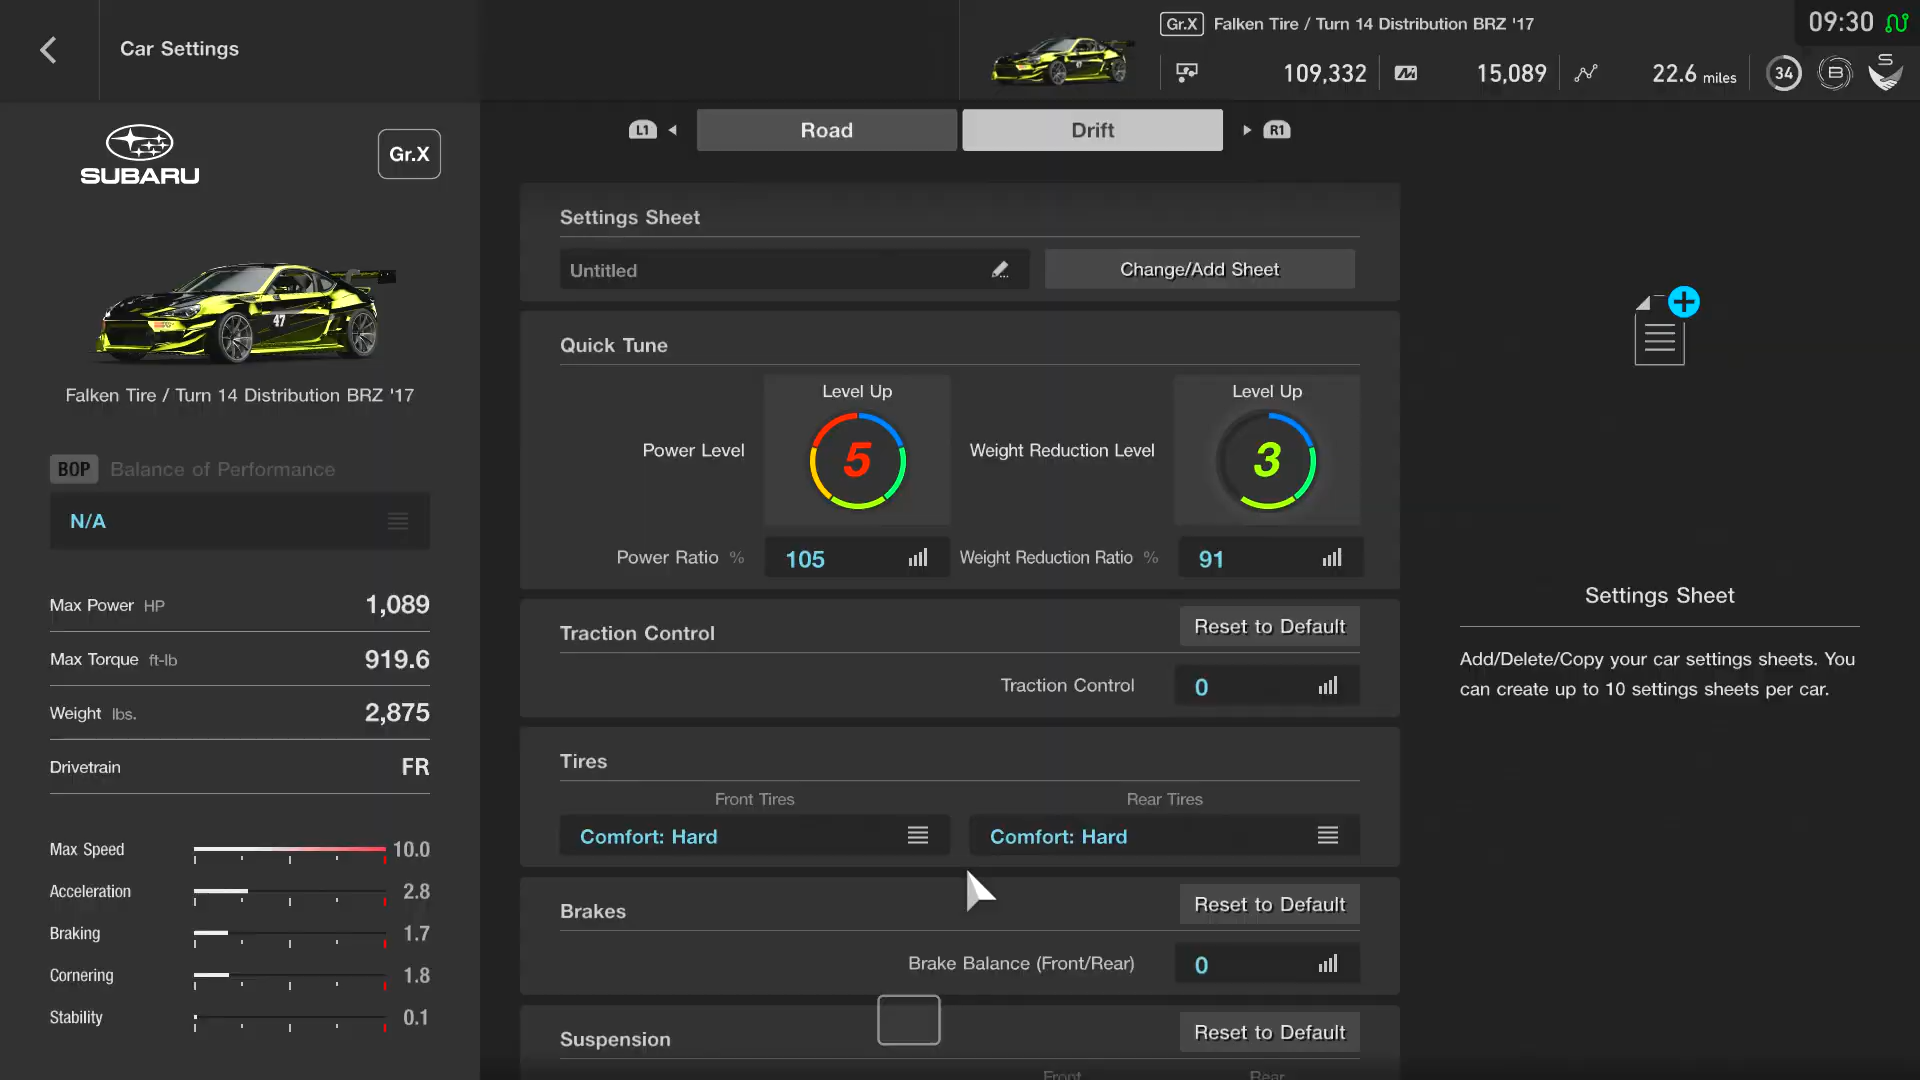 Car Settings
Gr.X Falken Tire / Turn 14 Distribution BRZ '17
109,332
15,089
22.6 miles
34
B
S
09:30
L1
Road
Drift
R1
SUBARU
Gr.X
47
Falken Tire / Turn 14 Distribution BRZ '17
BOP Balance of Performance
N/A
Max Power HP 1,089
Max Torque ft-lb 919.6
Weight lbs. 2,875
Drivetrain FR
Max Speed 10.0
Acceleration 2.8
Braking 1.7
Cornering 1.8
Stability 0.1
Settings Sheet
Untitled
Change/Add Sheet
Quick Tune
Level Up
Power Level 5
Level Up
Weight Reduction Level 3
Power Ratio % 105
Weight Reduction Ratio % 91
Traction Control
Reset to Default
Traction Control 0
Tires
Front Tires
Rear Tires
Comfort: Hard
Comfort: Hard
Brakes
Reset to Default
Brake Balance (Front/Rear) 0
Suspension
Reset to Default
Front
Rear
Settings Sheet
Add/Delete/Copy your car settings sheets. You
can create up to 10 settings sheets per car.